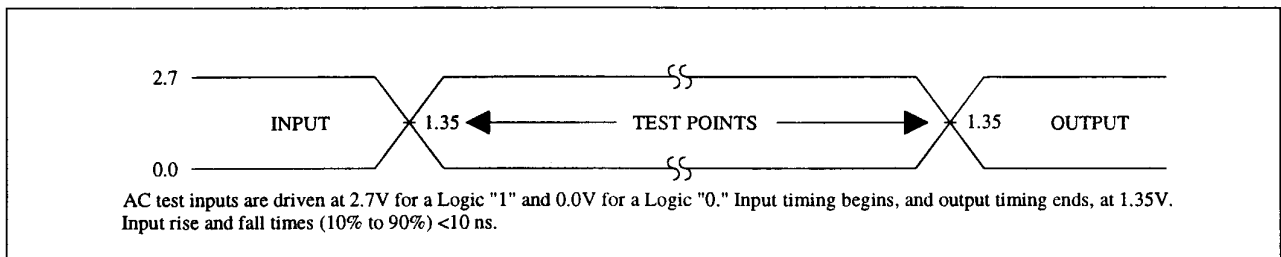 2.7
INPUT 1.35 TEST POINTS 1.35 OUTPUT
0.0
AC test inputs are driven at 2.7V for a Logic "1" and 0.0V for a Logic "0." Input timing begins, and output timing ends, at 1.35V.
Input rise and fall times (10% to 90%) <10 ns.